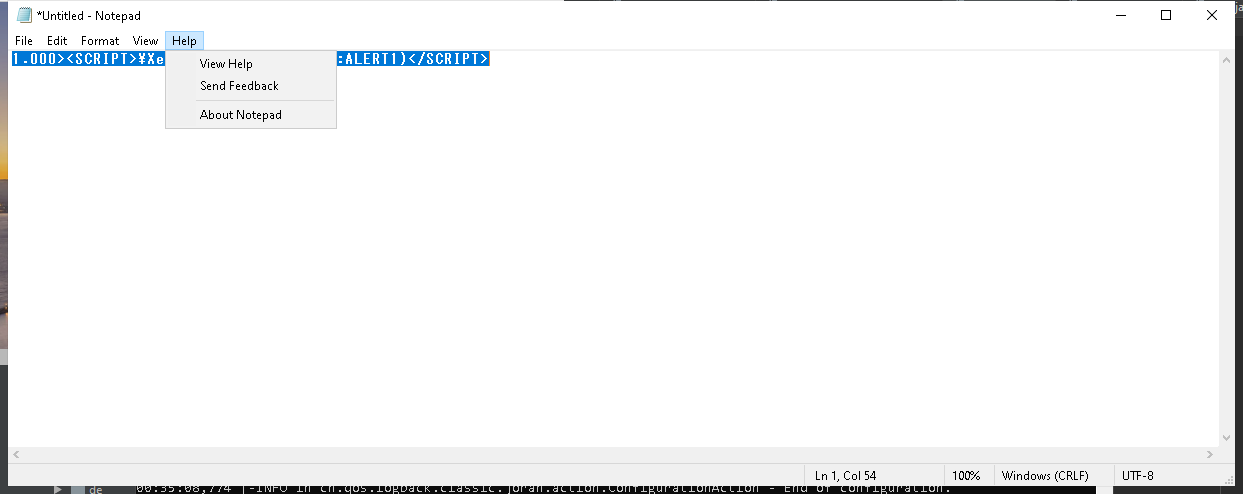 *Untitled - Notepad
File Edit Format View Help
1.000><SCRIPT>¥Xe :ALERT1)</SCRIPT>
View Help
Send Feedback
About Notepad
Ln 1, Col 54 100% Windows (CRLF) UTF-8
de 00:35:08,774 |-INFO in ch.qos.logback.classic.joran.action.ConfigurationAction - End of configuration.